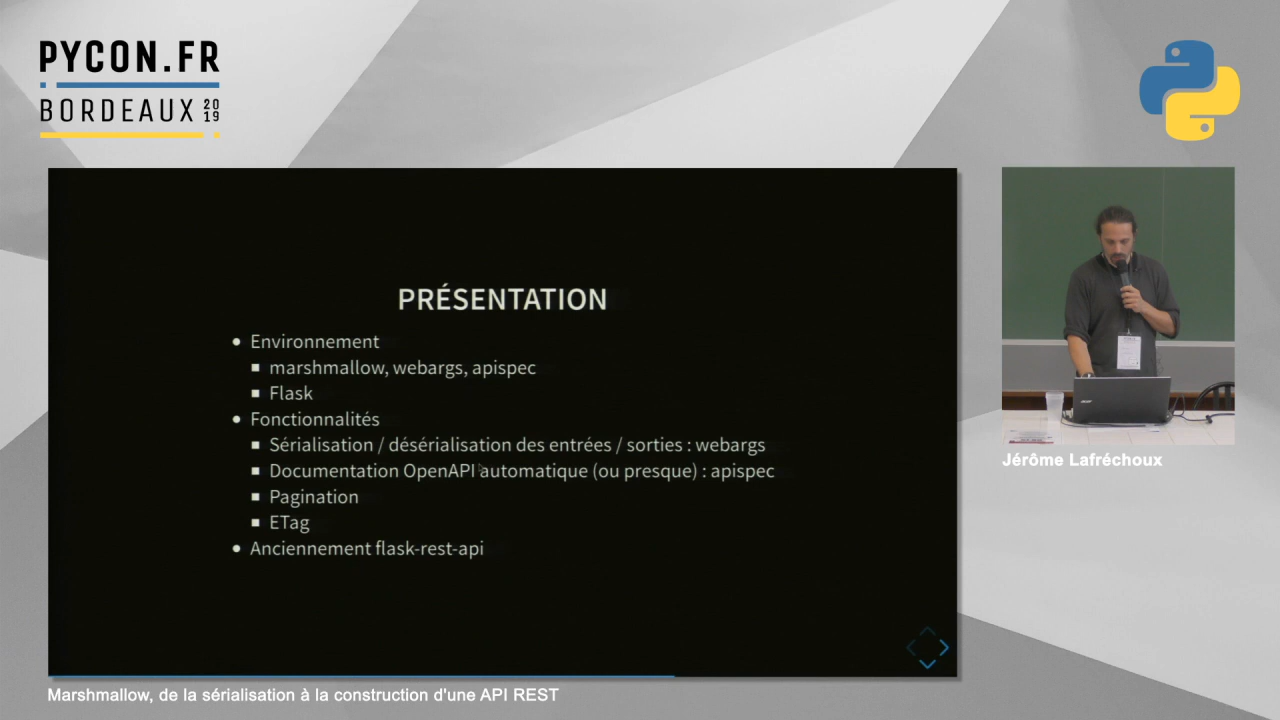 PYCON.FR
BORDEAUX 2019
PRÉSENTATION
Environnement
marshmallow, webargs, apispec
Flask
Fonctionnalités
Sérialisation / désérialisation des entrées / sorties : webargs
Documentation OpenAPI automatique (ou presque) : apispec
Pagination
ETag
Anciennement flask-rest-api
Jérôme Lafréchoux
Marshmallow, de la sérialisation à la construction d'une API REST